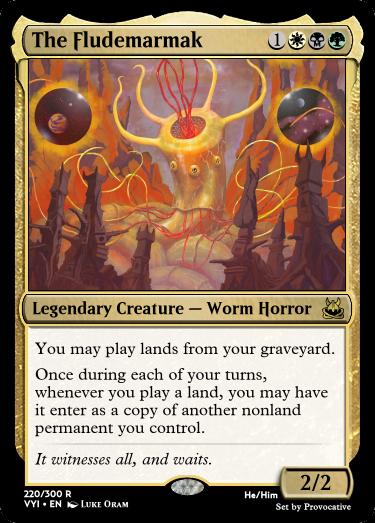 The Fludemarmak
1
Legendary Creature — Worm Horror
You may play lands from your graveyard.
Once during each of your turns,
whenever you play a land, you may have
it enter as a copy of another nonland
permanent you control.
It witnesses all, and waits.
2/2
220/300 R
VYI • EN Luke Oram
He/Him
Set by Provocative